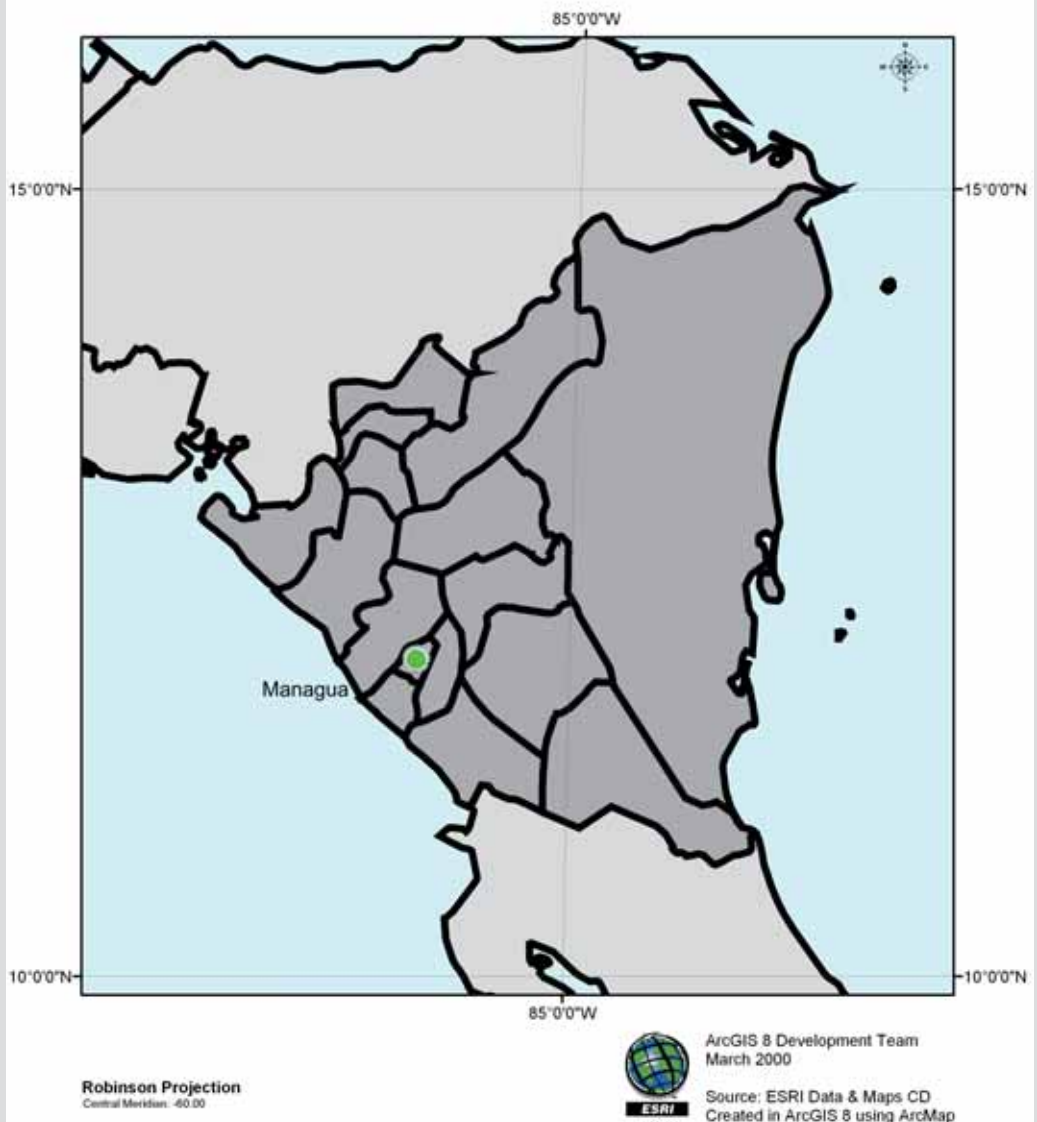 85°0'0"W
15°0'0"N
15°0'0"N
Managua
10°0'0"N
10°0'0"N
85°0'0"W
Robinson Projection
Central Meridian: -60.00
ESRI
ArcGIS 8 Development Team
March 2000
Source: ESRI Data & Maps CD
Created in ArcGIS 8 using ArcMap